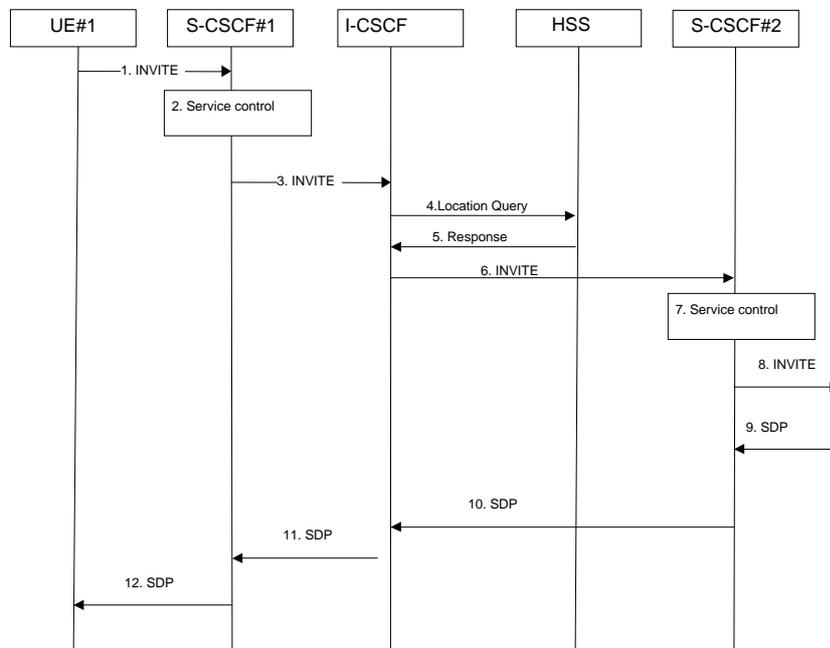 UE#1
S-CSCF#1
I-CSCF
HSS
S-CSCF#2
1. INVITE
2. Service control
3. INVITE
4.Location Query
5. Response
6. INVITE
7. Service control
8. INVITE
9. SDP
10. SDP
11. SDP
12. SDP